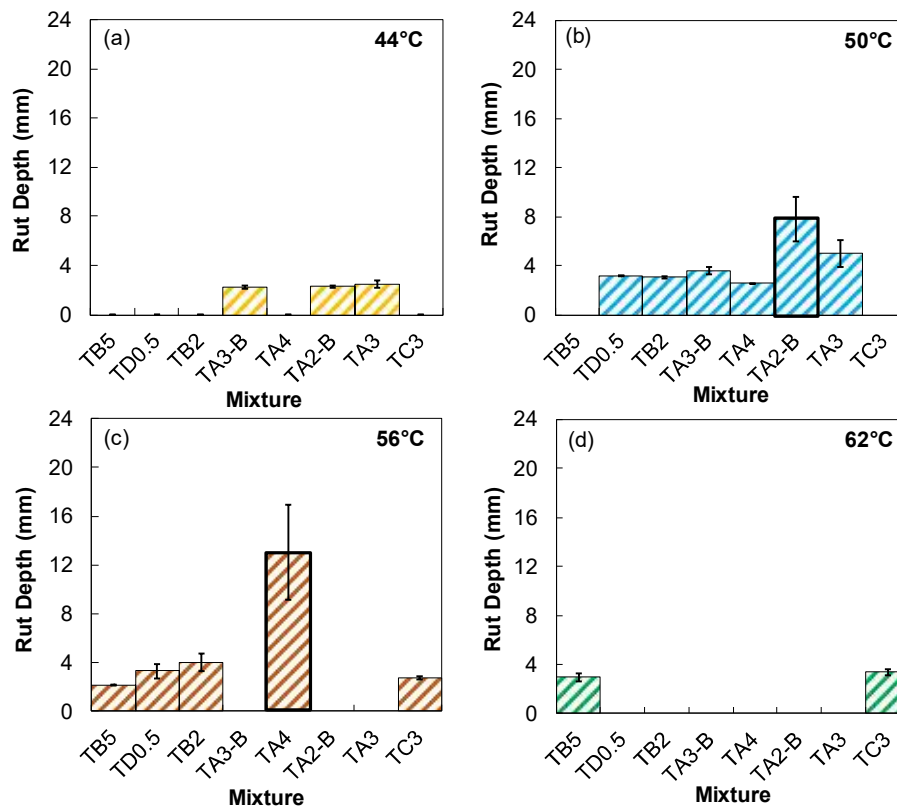 (a)
44°C
24
20
16
12
8
4
0
Rut Depth (mm)
TB5
TD0.5
TB2
TA3-B
TA4
TA2-B
TA3
TC3
Mixture
(b)
50°C
24
20
16
12
8
4
0
Rut Depth (mm)
TB5
TD0.5
TB2
TA3-B
TA4
TA2-B
TA3
TC3
Mixture
(c)
56°C
24
20
16
12
8
4
0
Rut Depth (mm)
TB5
TD0.5
TB2
TA3-B
TA4
TA2-B
TA3
TC3
Mixture
(d)
62°C
24
20
16
12
8
4
0
Rut Depth (mm)
TB5
TD0.5
TB2
TA3-B
TA4
TA2-B
TA3
TC3
Mixture